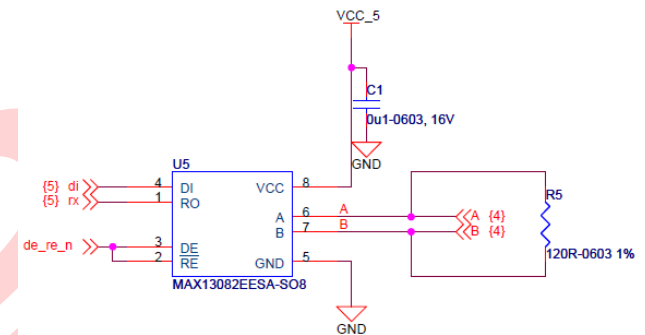 VCC_5
C1
0u1-0603, 16V
GND
U5
{5} di
4
DI
VCC
8
{5} rx
1
RO
A
6
A
A {4}
R5
B
7
B
B {4}
de_re_n
3
DE
2
RE
GND
5
120R-0603 1%
MAX13082EESA-SO8
GND